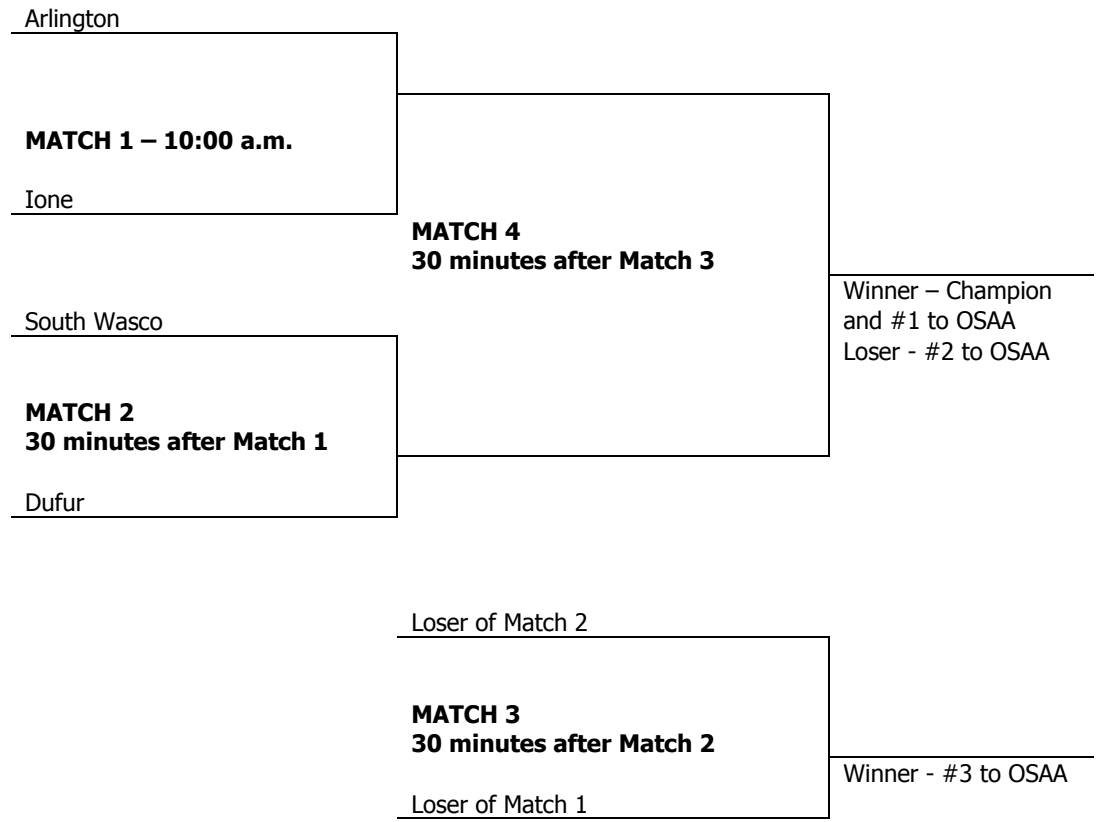 Arlington
MATCH 1 – 10:00 a.m.
Ione
MATCH 4
30 minutes after Match 3
Winner – Champion
and #1 to OSAA
Loser - #2 to OSAA
South Wasco
MATCH 2
30 minutes after Match 1
Dufur
Loser of Match 2
MATCH 3
30 minutes after Match 2
Winner - #3 to OSAA
Loser of Match 1